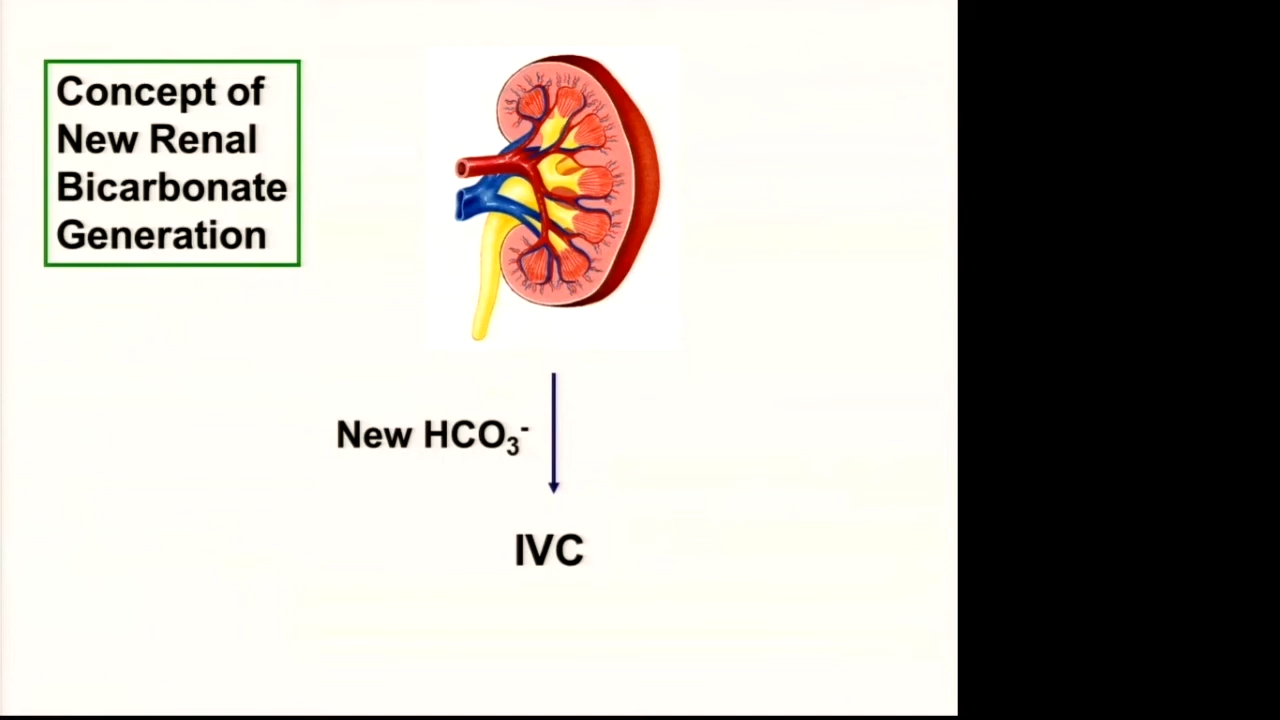 Concept of
New Renal
Bicarbonate
Generation
New HCO₃⁻
IVC